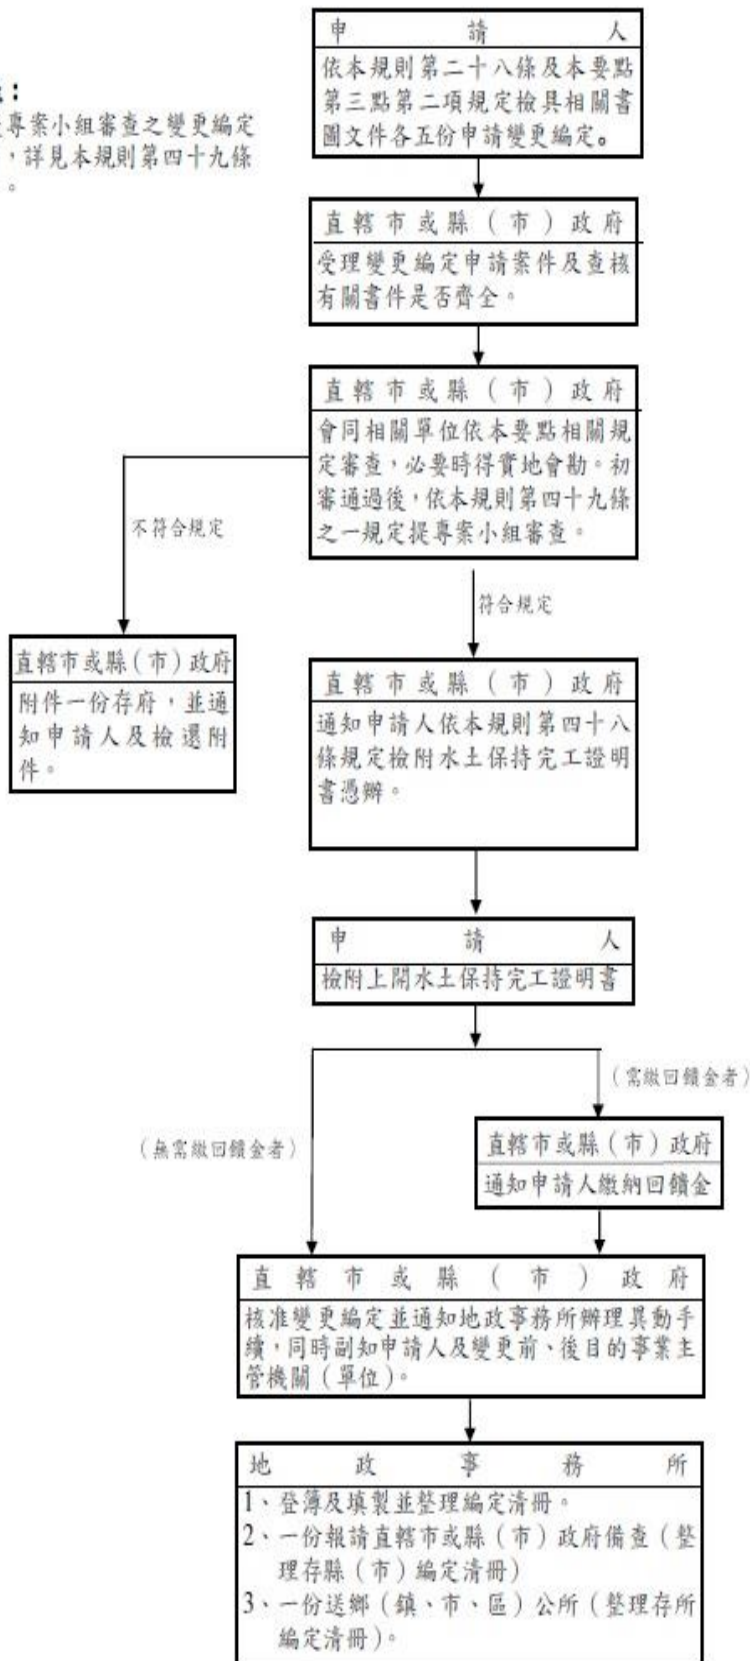 申請人
依本規則第二十八條及本要點
第三點第二項規定檢具相關書
圖文件各五份申請變更編定。
：
專案小組審查之變更編定
，詳見本規則第四十九條
。
直轄市或縣（市）政府
受理變更編定申請案件及查核
有關書件是否齊全。
直轄市或縣（市）政府
會同相關單位依本要點相關規
定審查，必要時得實地會勘。初
審通過後，依本規則第四十九條
之一規定提專案小組審查。
不符合規定
符合規定
直轄市或縣（市）政府
附件一份存府，並通
知申請人及檢還附
件。
直轄市或縣（市）政府
通知申請人依本規則第四十八
條規定檢附水土保持完工證明
書憑辦。
申請人
檢附上開水土保持完工證明書
（需繳回饋金者）
（無需繳回饋金者）
直轄市或縣（市）政府
通知申請人繳納回饋金
直轄市或縣（市）政府
核准變更編定並通知地政事務所辦理異動手
續，同時副知申請人及變更前、後目的事業主
管機關（單位）。
地政事務所
1、登簿及填製並整理編定清冊。
2、一份報請直轄市或縣（市）政府備查（整
理存縣（市）編定清冊）
3、一份送鄉（鎮、市、區）公所（整理存所
編定清冊）。